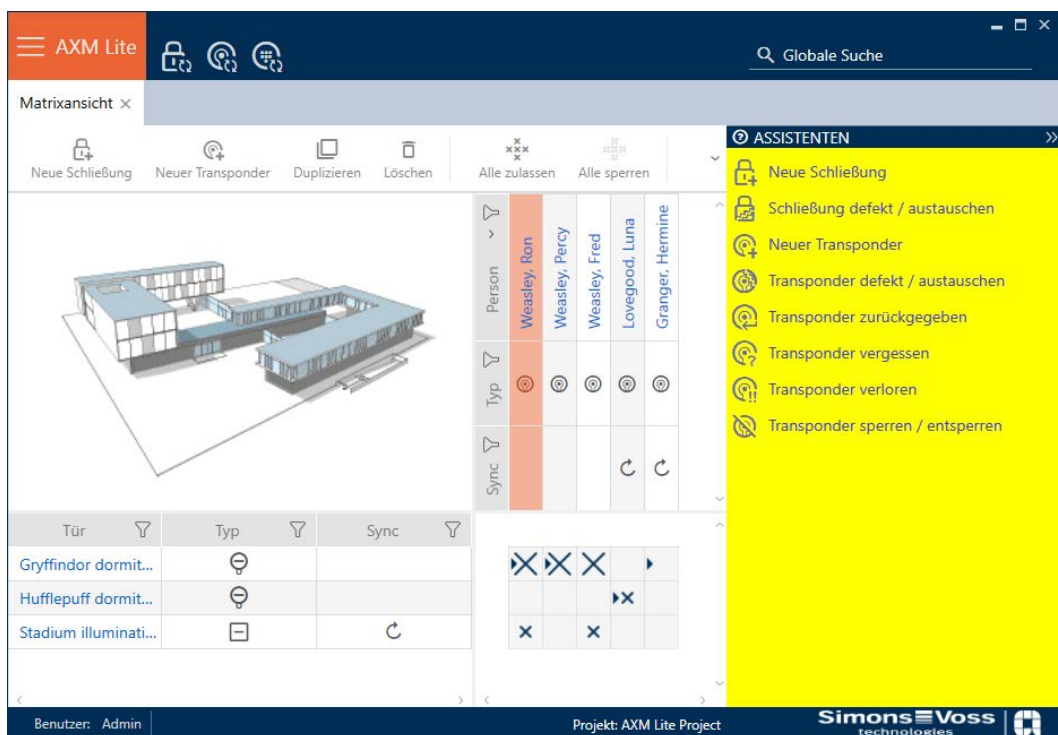 AXM Lite
Globale Suche
Matrixansicht
ASSISTENTEN
Neue Schließung
Neuer Transponder
Duplizieren
Löschen
Alle zulassen
Alle sperren
Neue Schließung
Schließung defekt / austauschen
Neuer Transponder
Transponder defekt / austauschen
Transponder zurückgegeben
Transponder vergessen
Transponder verloren
Transponder sperren / entsperren
Person
Weasley, Ron
Weasley, Percy
Weasley, Fred
Lovegood, Luna
Granger, Hermine
Typ
Sync
Tür
Typ
Sync
Gryffindor dormit...
Hufflepuff dormit...
Stadium illuminati...
Benutzer: Admin
Projekt: AXM Lite Project
Simons Voss
technologies